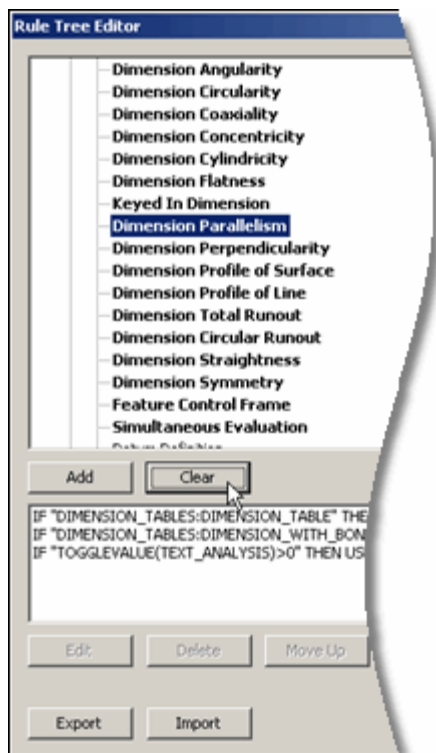 Rule Tree Editor
Dimension Angularity
Dimension Circularity
Dimension Coaxiality
Dimension Concentricity
Dimension Cylindricity
Dimension Flatness
Keyed In Dimension
Dimension Parallelism
Dimension Perpendicularity
Dimension Profile of Surface
Dimension Profile of Line
Dimension Total Runout
Dimension Circular Runout
Dimension Straightness
Dimension Symmetry
Feature Control Frame
Simultaneous Evaluation
Datum Definition
Add Clear
IF "DIMENSION_TABLES:DIMENSION_TABLE" THE
IF "DIMENSION_TABLES:DIMENSION_WITH_BON
IF "TOGGLEVALUE(TEXT_ANALYSIS)>0" THEN US
Edit Delete Move Up
Export Import